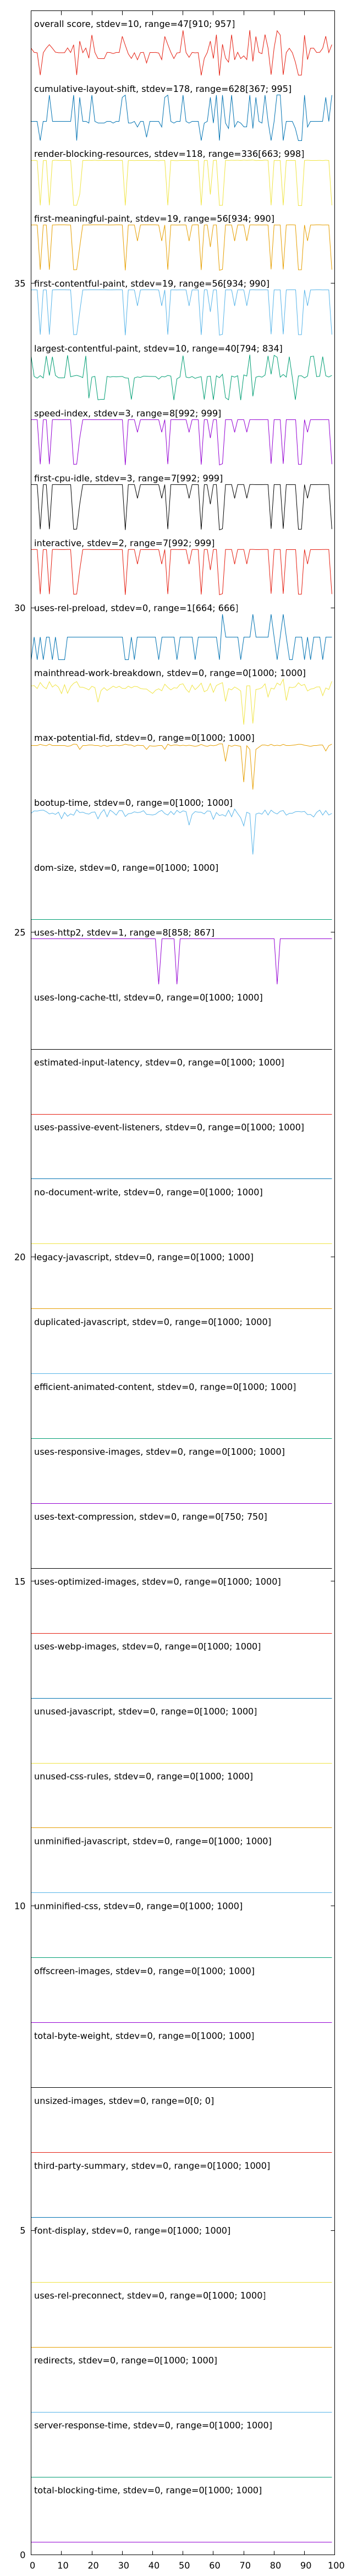 overall score, stdev=10, range=47[910; 957]
cumulative-layout-shift, stdev=178, range=628[367; 995]
render-blocking-resources, stdev=118, range=336[663; 998]
first-meaningful-paint, stdev=19, range=56[934; 990]
35 first-contentful-paint, stdev=19, range=56[934; 990]
largest-contentful-paint, stdev=10, range=40[794; 834]
speed-index, stdev=3, range=8[992; 999]
first-cpu-idle, stdev=3, range=7[992; 999]
interactive, stdev=2, range=7[992; 999]
30 uses-rel-preload, stdev=0, range=1[664; 666]
mainthread-work-breakdown, stdev=0, range=0[1000; 1000]
max-potential-fid, stdev=0, range=0[1000; 1000]
bootup-time, stdev=0, range=0[1000; 1000]
dom-size, stdev=0, range=0[1000; 1000]
25 uses-http2, stdev=1, range=8[858; 867]
uses-long-cache-ttl, stdev=0, range=0[1000; 1000]
estimated-input-latency, stdev=0, range=0[1000; 1000]
uses-passive-event-listeners, stdev=0, range=0[1000; 1000]
no-document-write, stdev=0, range=0[1000; 1000]
20 legacy-javascript, stdev=0, range=0[1000; 1000]
duplicated-javascript, stdev=0, range=0[1000; 1000]
efficient-animated-content, stdev=0, range=0[1000; 1000]
uses-responsive-images, stdev=0, range=0[1000; 1000]
uses-text-compression, stdev=0, range=0[750; 750]
15 uses-optimized-images, stdev=0, range=0[1000; 1000]
uses-webp-images, stdev=0, range=0[1000; 1000]
unused-javascript, stdev=0, range=0[1000; 1000]
unused-css-rules, stdev=0, range=0[1000; 1000]
unminified-javascript, stdev=0, range=0[1000; 1000]
10 unminified-css, stdev=0, range=0[1000; 1000]
offscreen-images, stdev=0, range=0[1000; 1000]
total-byte-weight, stdev=0, range=0[1000; 1000]
unsized-images, stdev=0, range=0[0; 0]
third-party-summary, stdev=0, range=0[1000; 1000]
5 font-display, stdev=0, range=0[1000; 1000]
uses-rel-preconnect, stdev=0, range=0[1000; 1000]
redirects, stdev=0, range=0[1000; 1000]
server-response-time, stdev=0, range=0[1000; 1000]
total-blocking-time, stdev=0, range=0[1000; 1000]
0
0 10 20 30 40 50 60 70 80 90 100